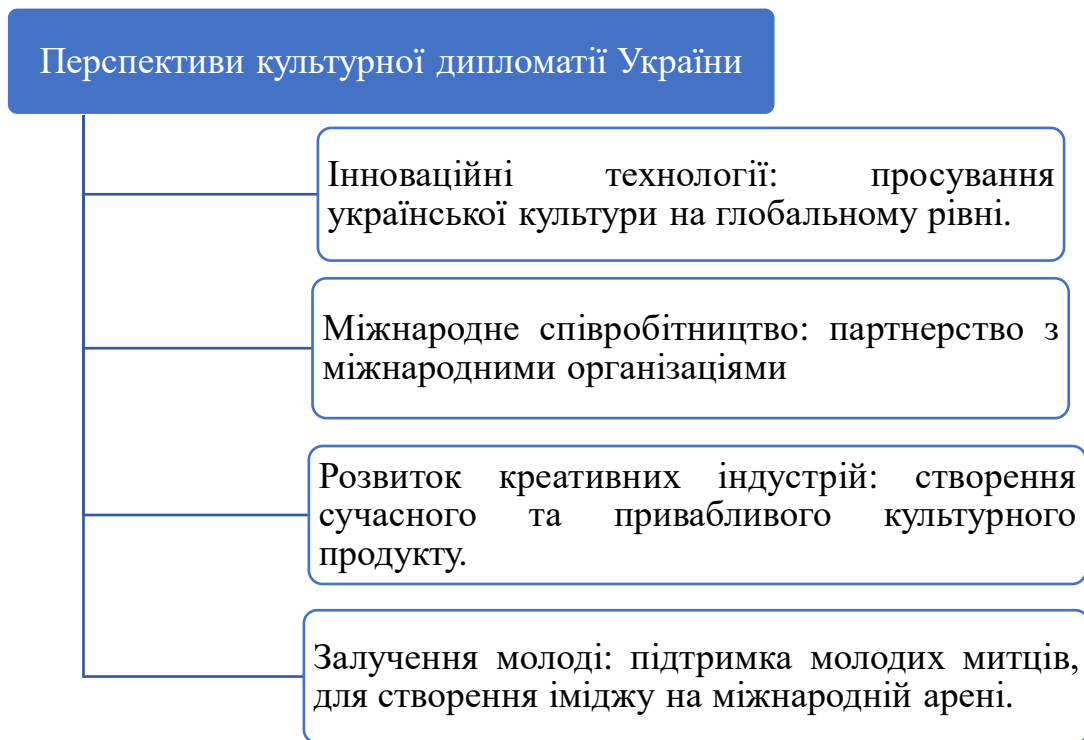 Перспективи культурної дипломатії України
Інноваційні технології: просування
української культури на глобальному рівні.
Міжнародне співробітництво: партнерство з
міжнародними організаціями
Розвиток креативних індустрій: створення
сучасного та привабливого культурного
продукту.
Залучення молоді: підтримка молодих митців,
для створення іміджу на міжнародній арені.